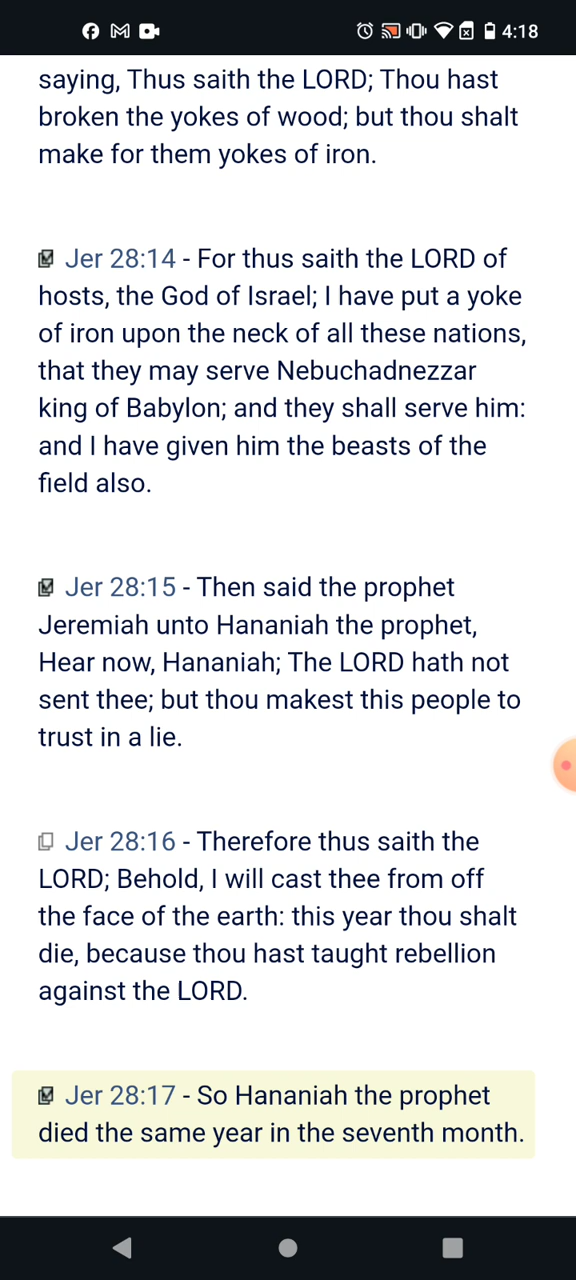 4:18
saying, Thus saith the LORD; Thou hast
broken the yokes of wood; but thou shalt
make for them yokes of iron.
Jer 28:14 - For thus saith the LORD of
hosts, the God of Israel; I have put a yoke
of iron upon the neck of all these nations,
that they may serve Nebuchadnezzar
king of Babylon; and they shall serve him:
and I have given him the beasts of the
field also.
Jer 28:15 - Then said the prophet
Jeremiah unto Hananiah the prophet,
Hear now, Hananiah; The LORD hath not
sent thee; but thou makest this people to
trust in a lie.
Jer 28:16 - Therefore thus saith the
LORD; Behold, I will cast thee from off
the face of the earth: this year thou shalt
die, because thou hast taught rebellion
against the LORD.
Jer 28:17 - So Hananiah the prophet
died the same year in the seventh month.